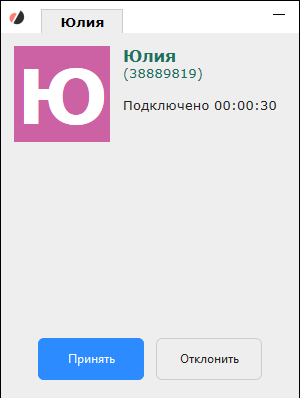 Юлия
Ю
Юлия
(38889819)
Подключено 00:00:30
Принять
Отклонить